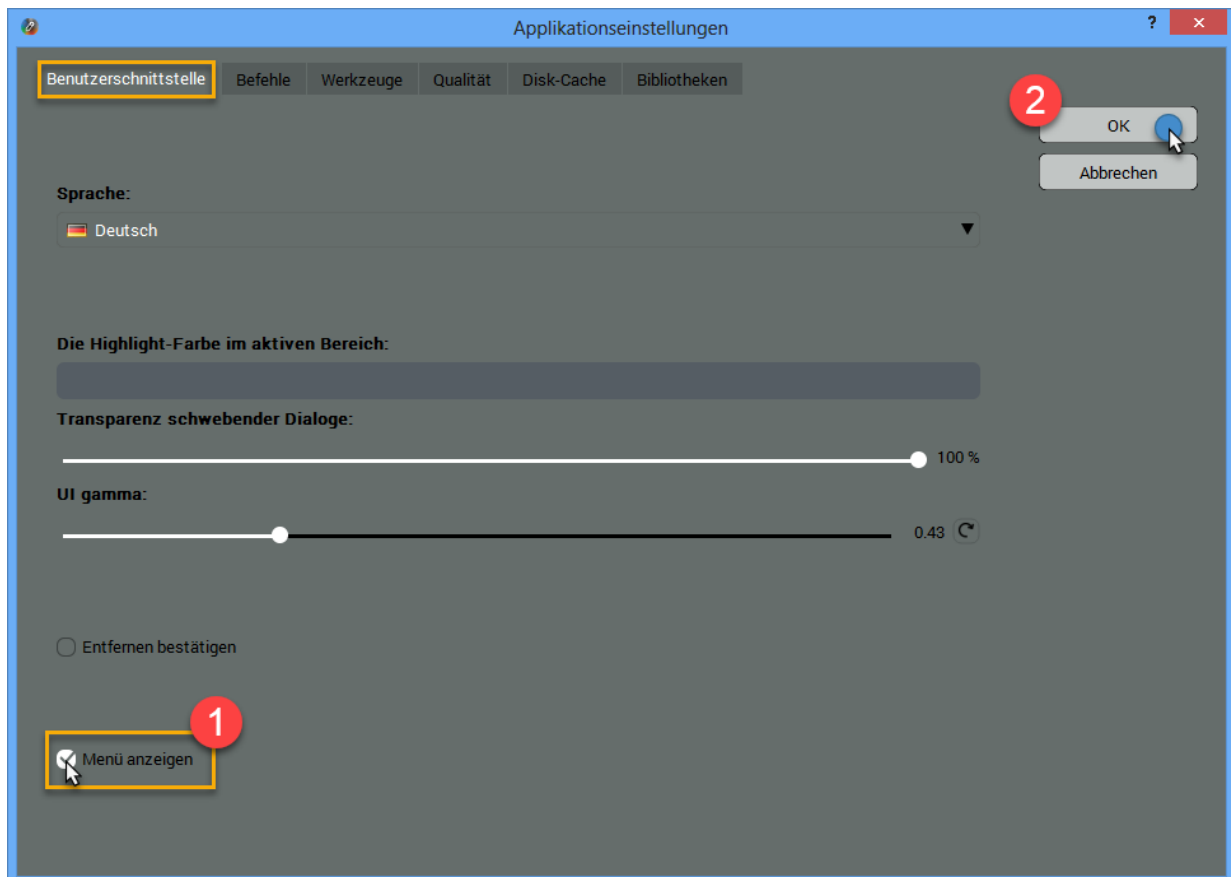 Applikationseinstellungen
?
Benutzerschnittstelle Befehle Werkzeuge Qualität Disk-Cache Bibliotheken
2
OK
Abbrechen
Sprache:
Deutsch
Die Highlight-Farbe im aktiven Bereich:
Transparenz schwebender Dialoge:
100 %
UI gamma:
0.43
Entfernen bestätigen
1
Menü anzeigen